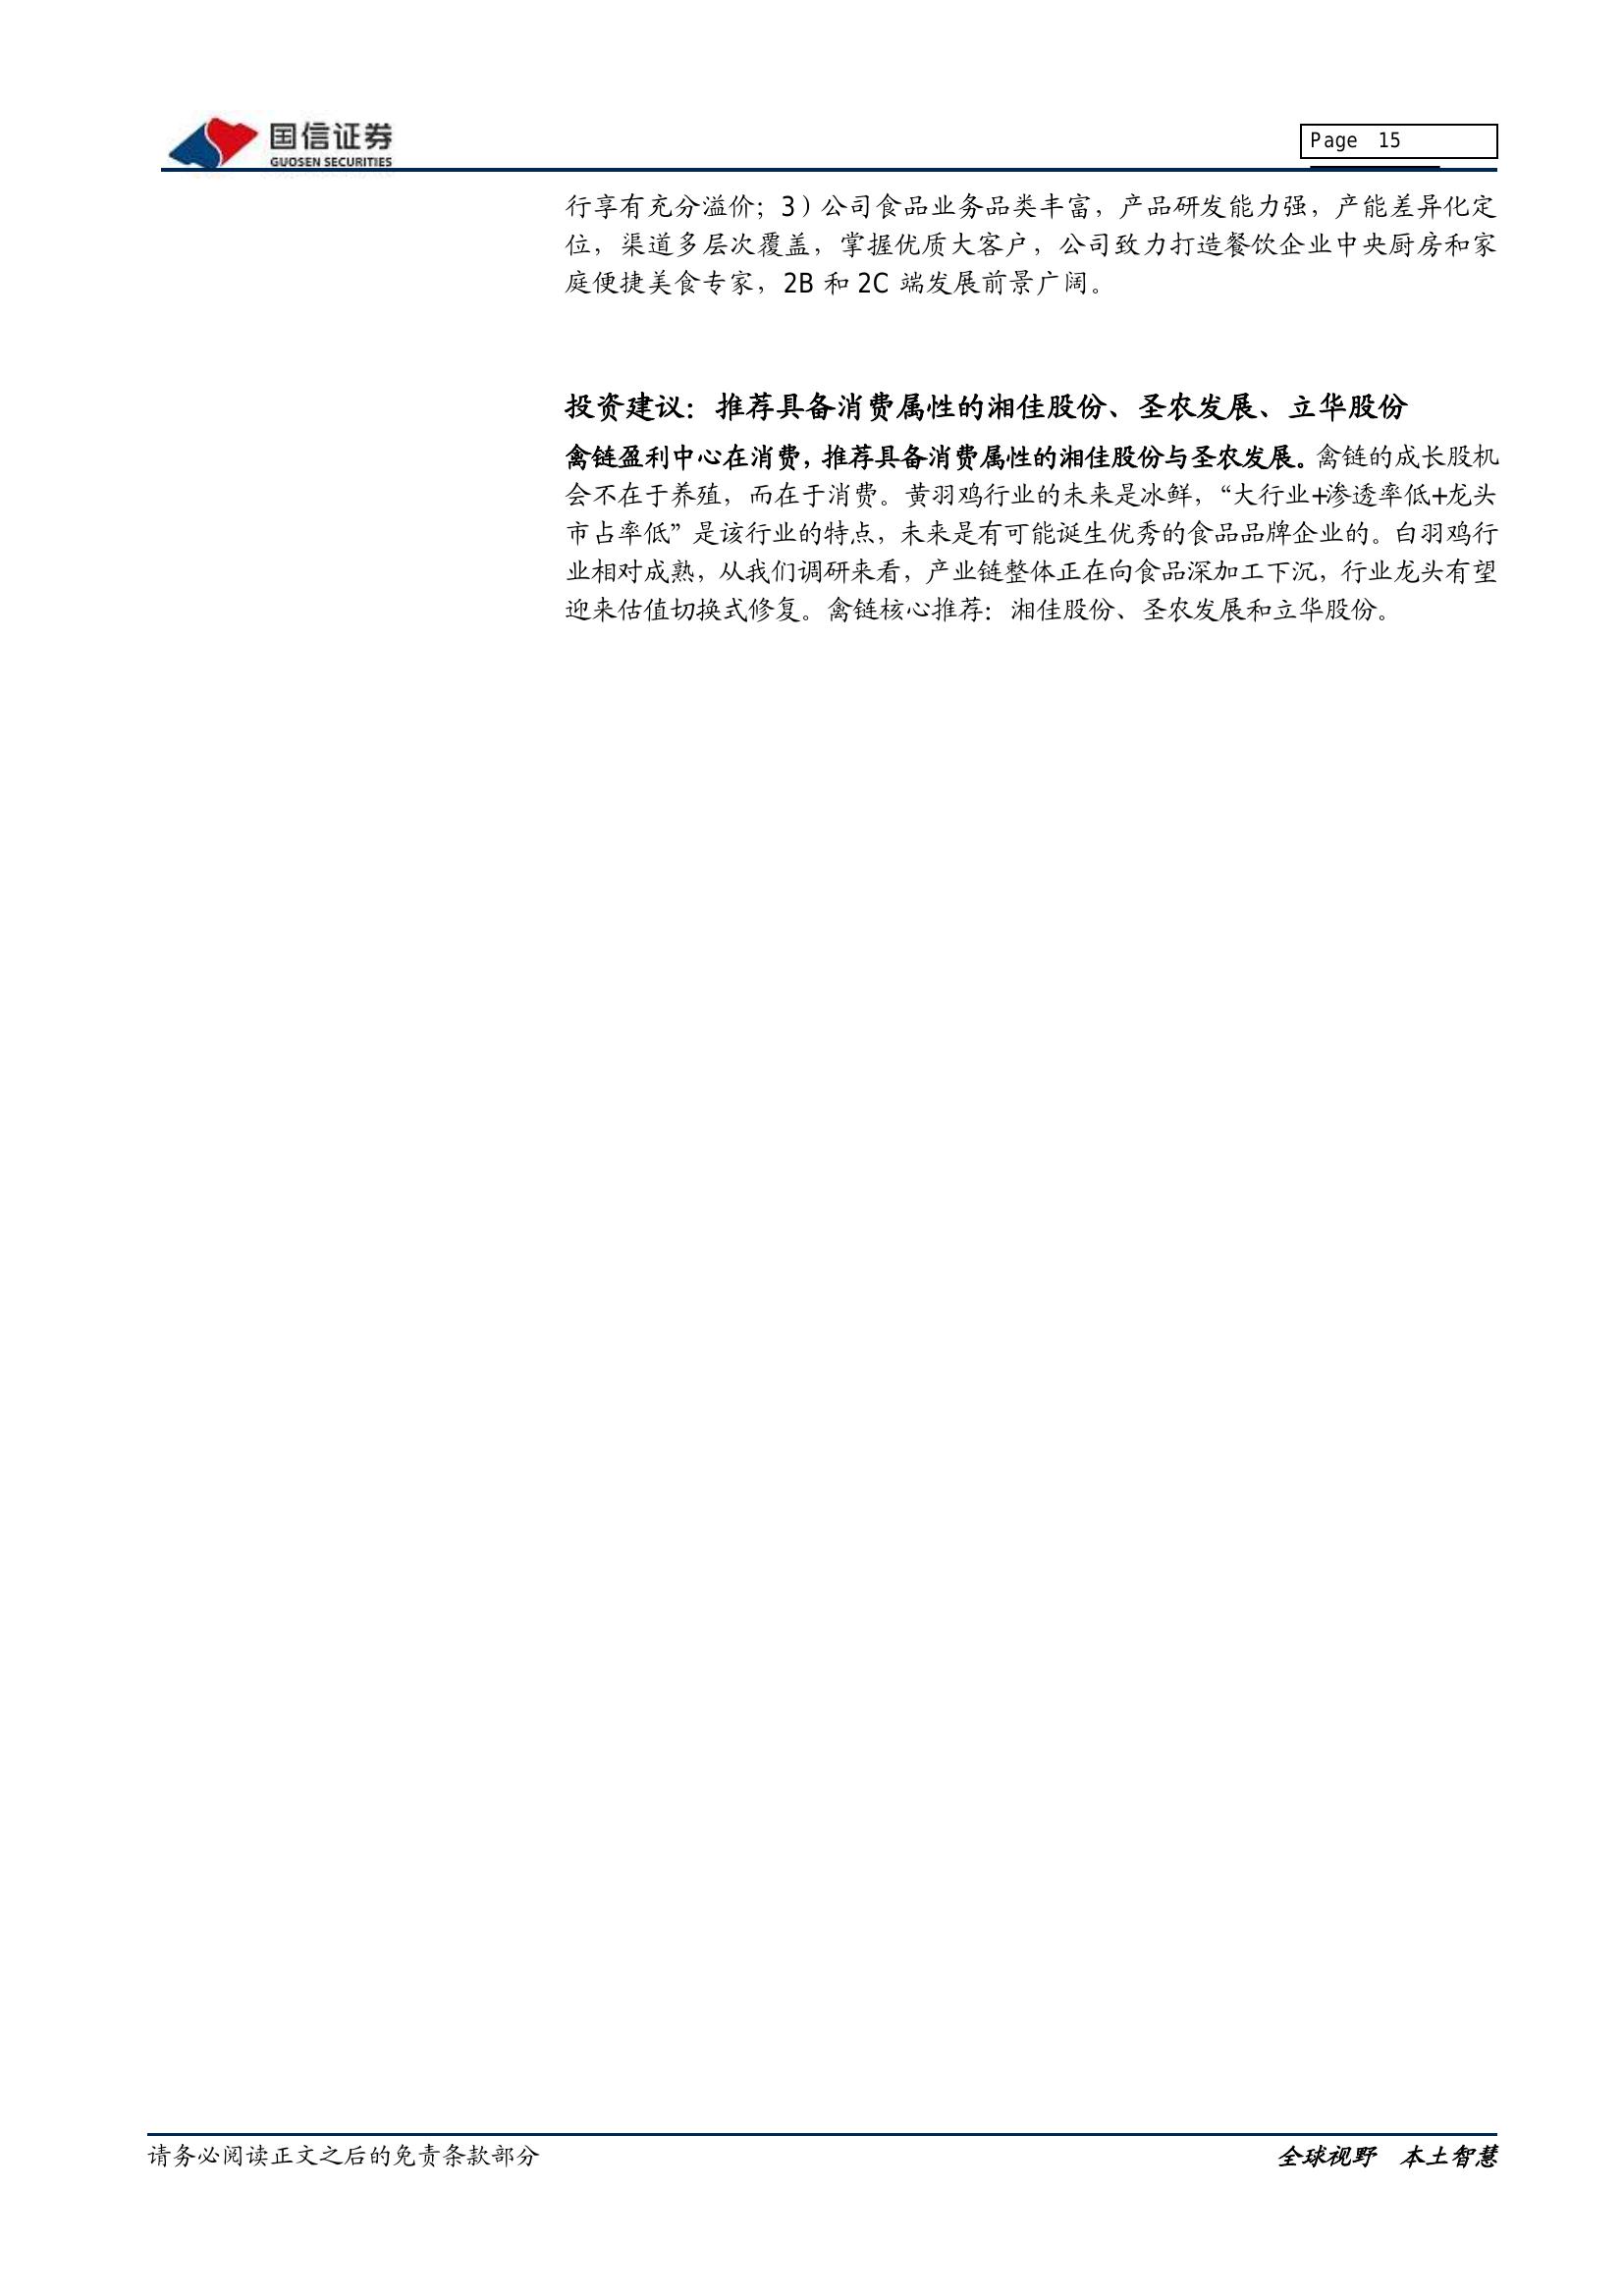 国信证券
GUOSEN SECURITIES
Page 15
行享有充分溢价；3）公司食品业务品类丰富，产品研发能力强，产能差异化定
位，渠道多层次覆盖，掌握优质大客户，公司致力打造餐饮企业中央厨房和家
庭便捷美食专家，2B 和 2C 端发展前景广阔。
投资建议：推荐具备消费属性的湘佳股份、圣农发展、立华股份
禽链盈利中心在消费，推荐具备消费属性的湘佳股份与圣农发展。禽链的成长股机
会不在于养殖，而在于消费。黄羽鸡行业的未来是冰鲜，“大行业+渗透率低+龙头
市占率低”是该行业的特点，未来是有可能诞生优秀的食品品牌企业的。白羽鸡行
业相对成熟，从我们调研来看，产业链整体正在向食品深加工下沉，行业龙头有望
迎来估值切换式修复。禽链核心推荐：湘佳股份、圣农发展和立华股份。
请务必阅读正文之后的免责条款部分
全球视野 本土智慧